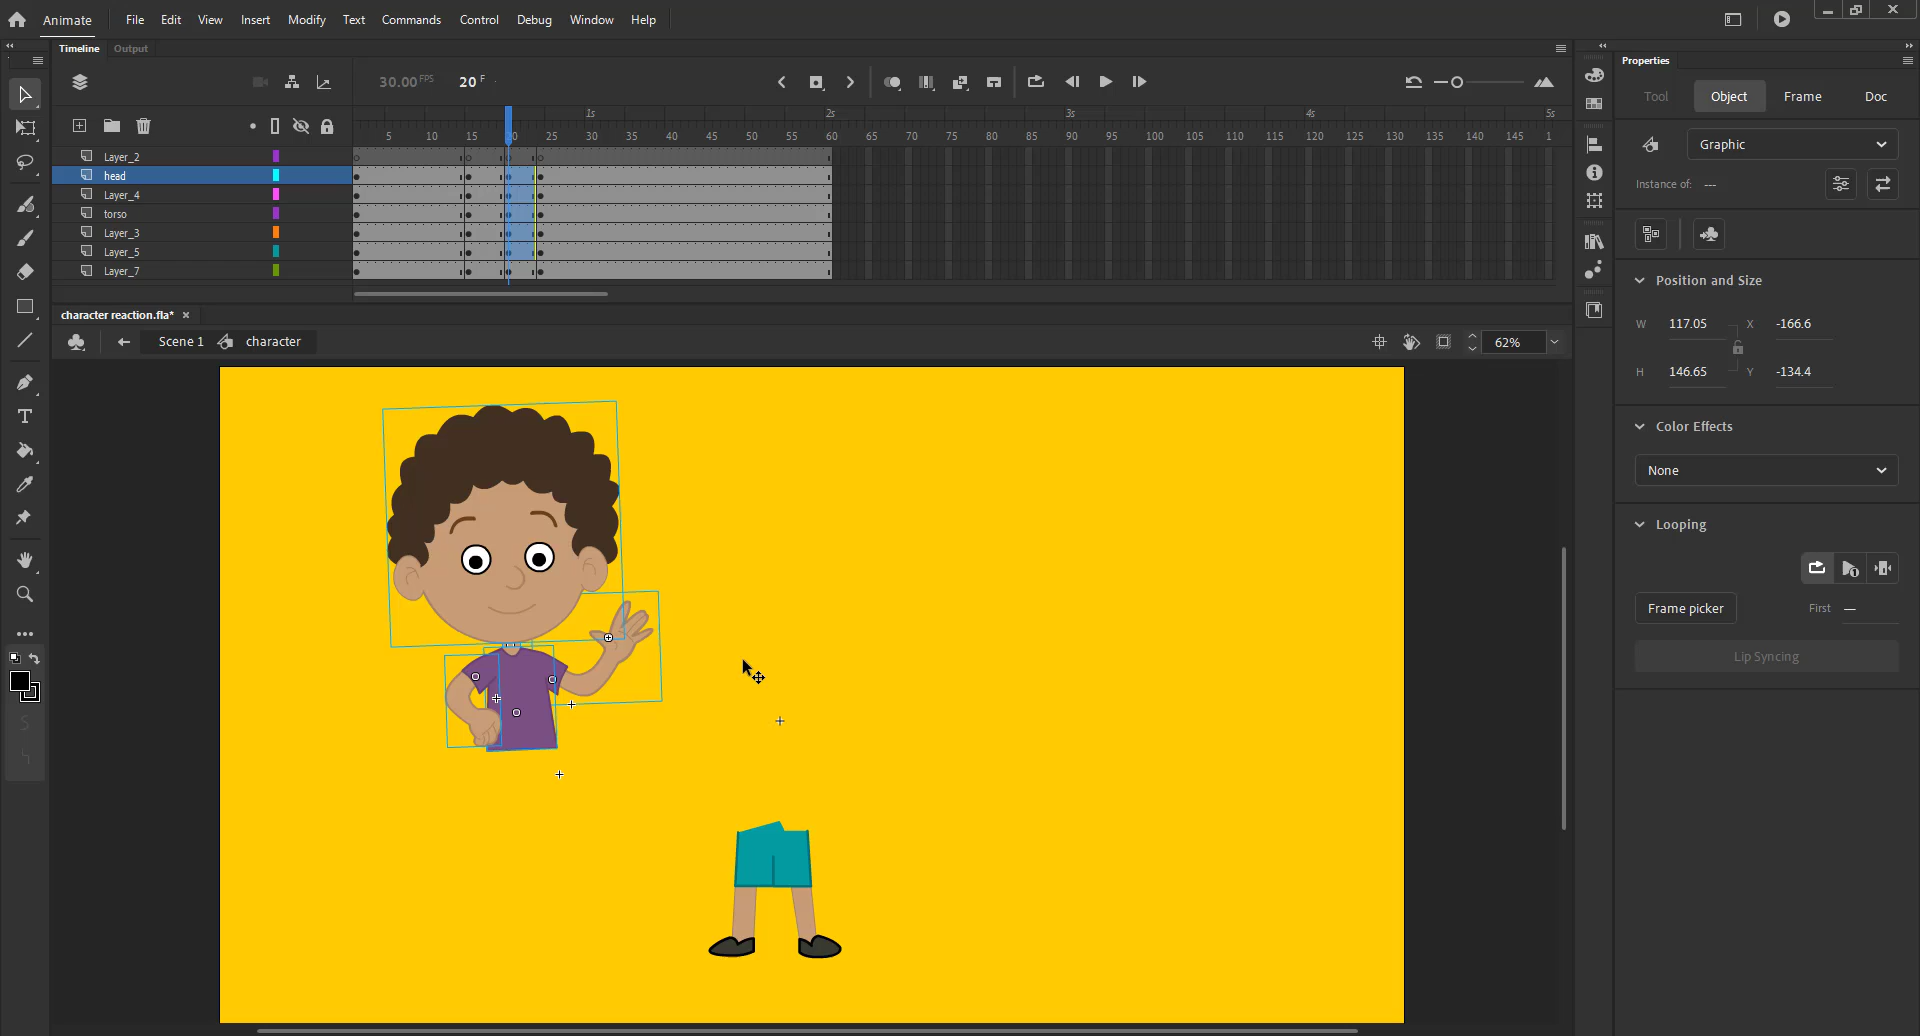 Animate File Edit View Insert Modify Text Commands Control Debug Window Help
Timeline Output
Properties
30.00 FPS 20 F
Tool Object Frame Doc
1s 2s 3s 4s 5s
5 10 15 20 25 30 35 40 45 50 55 60 65 70 75 80 85 90 95 100 105 110 115 120 125 130 135 140 145 1
Layer_2
head
Layer_4
torso
Layer_3
Layer_5
Layer_7
Graphic
Instance of: ---
Position and Size
W 117.05 X -166.6
H 146.65 Y -134.4
character reaction.fla*
Scene 1 character 62%
Color Effects
None
Looping
Frame picker First —
Lip Syncing